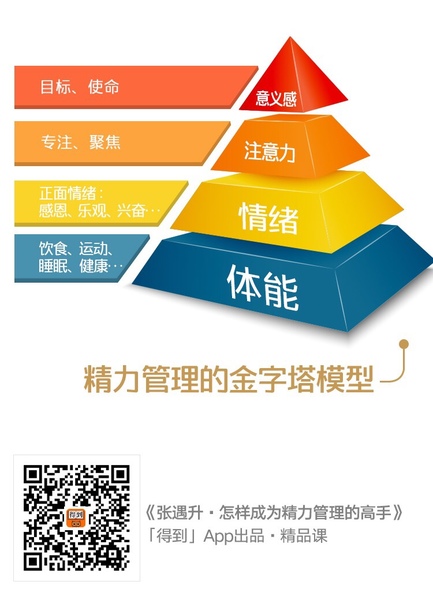 目标、使命
意义感
专注、聚焦
注意力
正面情绪：
感恩、乐观、兴奋…
情绪
饮食、运动、
睡眠、健康…
体能
精力管理的金字塔模型
得到
《张遇升·怎样成为精力管理的高手》
「得到」App出品·精品课